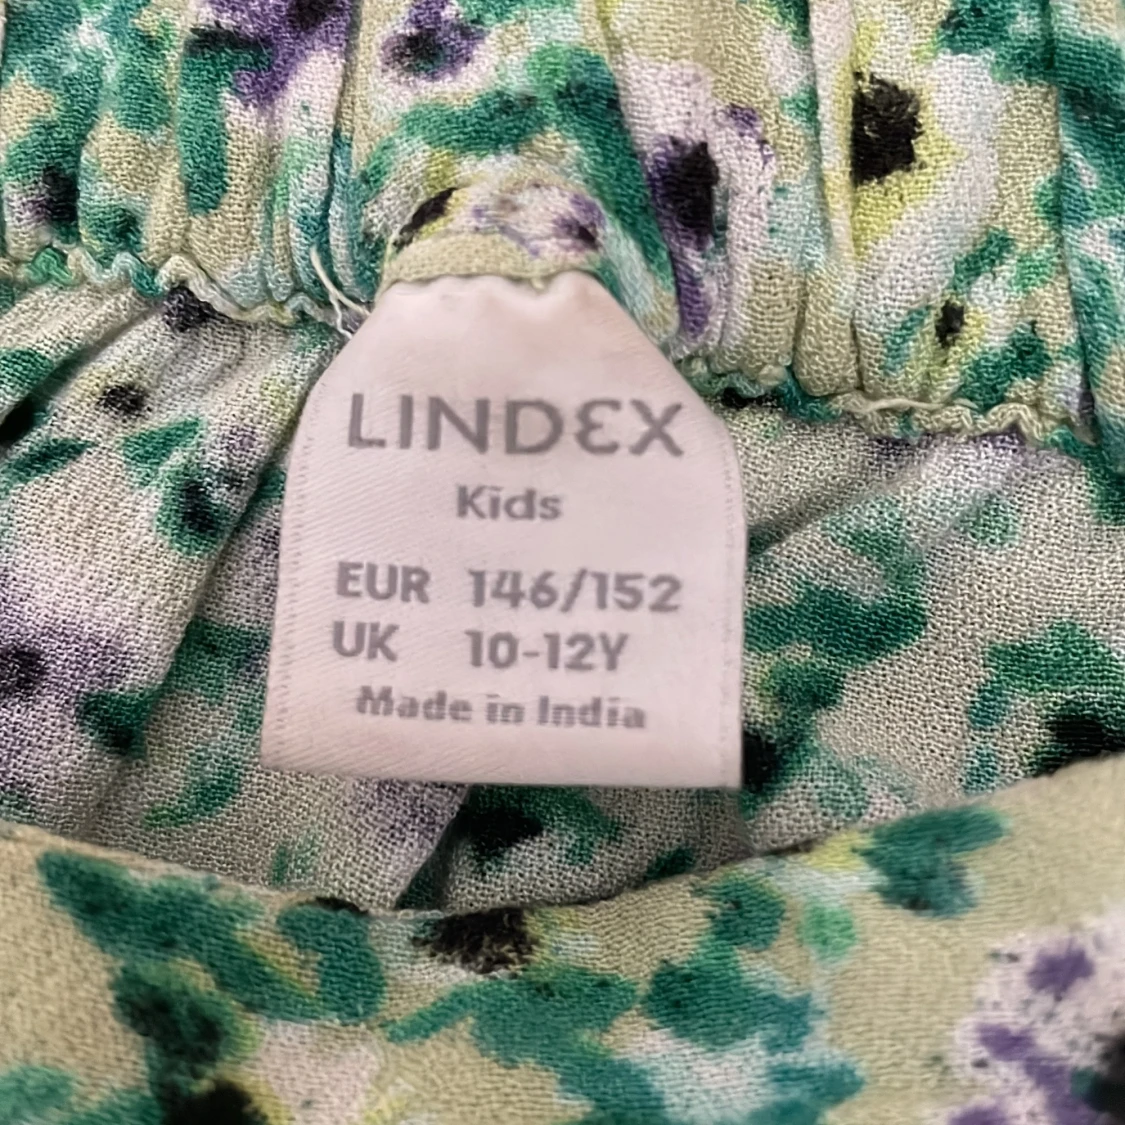 LINDEX
Kids
EUR 146/152
UK 10-12Y
Made in India